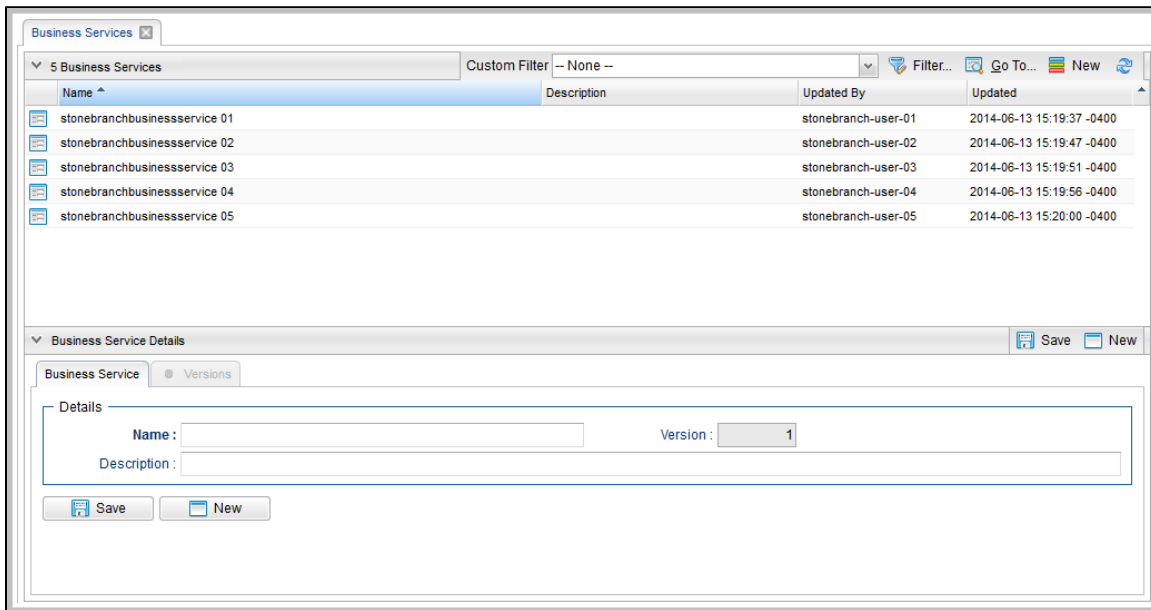 Business Services
5 Business Services Custom Filter -- None -- Filter... Go To... New
Name Description Updated By Updated
stonebranchbusinessservice 01 stonebranch-user-01 2014-06-13 15:19:37 -0400
stonebranchbusinessservice 02 stonebranch-user-02 2014-06-13 15:19:47 -0400
stonebranchbusinessservice 03 stonebranch-user-03 2014-06-13 15:19:51 -0400
stonebranchbusinessservice 04 stonebranch-user-04 2014-06-13 15:19:56 -0400
stonebranchbusinessservice 05 stonebranch-user-05 2014-06-13 15:20:00 -0400
Business Service Details Save New
Business Service Versions
Details
Name : Version : 1
Description :
Save New